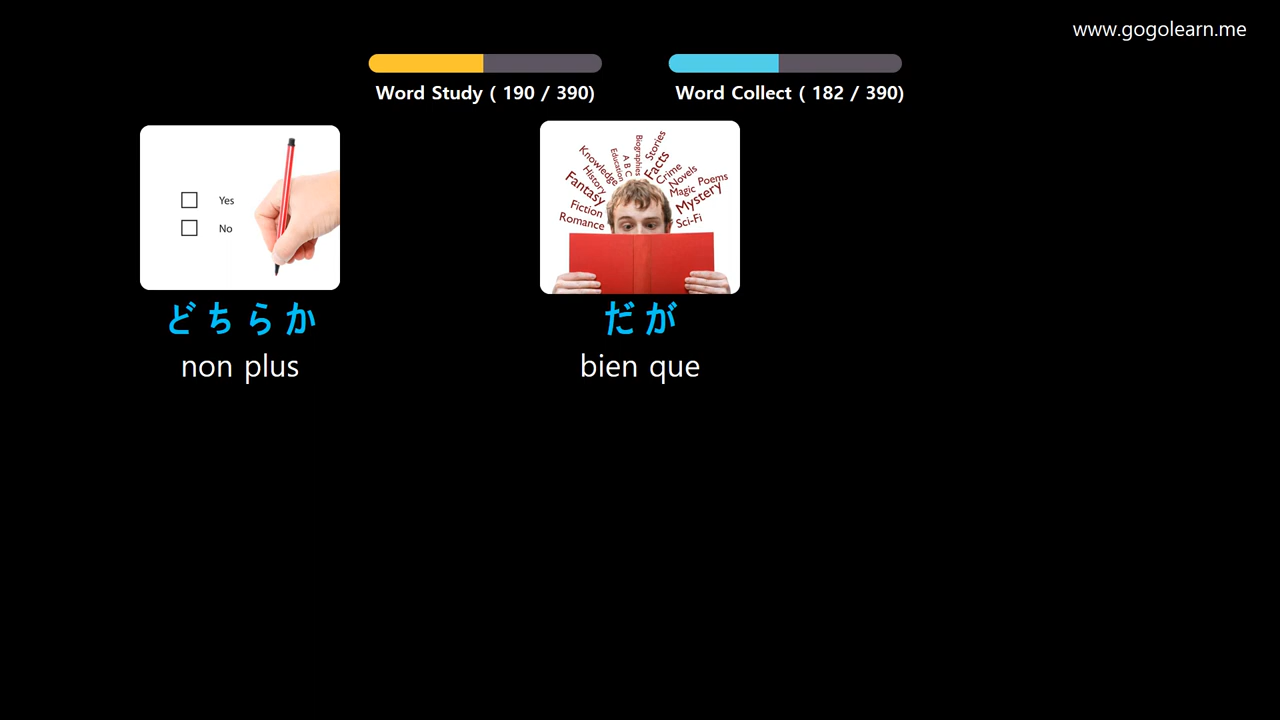 www.gogolearn.me
Word Study ( 190 / 390)
Word Collect ( 182 / 390)
Yes
No
Knowledge
Education
A B C
Biographies
Stories
Facts
Crime
Novels
Poems
History
Magic
Fantasy
Mystery
Fiction
Sci-Fi
Romance
どちらか
だが
non plus
bien que